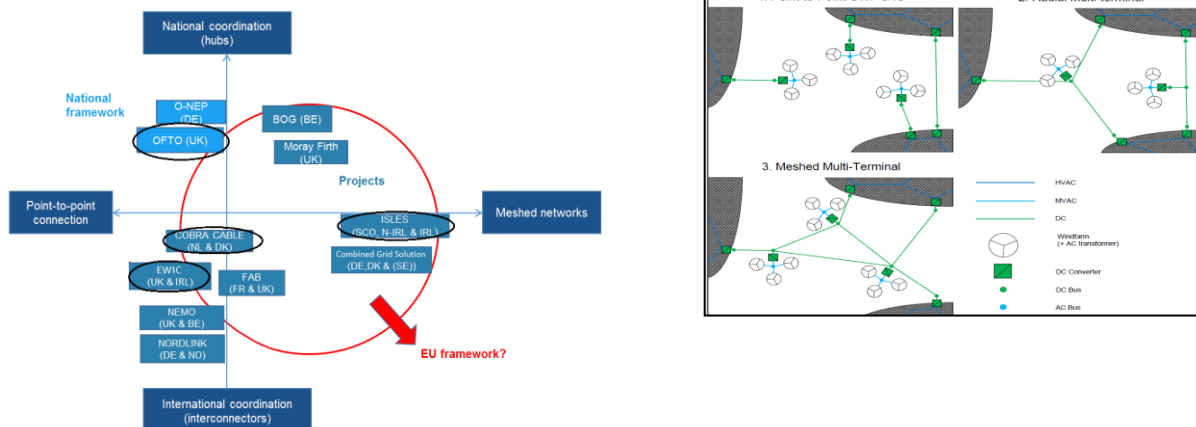 National coordination
(hubs)
National
framework
O-NEP
(DE)
OFTO (UK)
BOG (BE)
Moray Firth
(UK)
Projects
Point-to-point
connection
Meshed networks
ISLES
(SCO, N-IRL & IRL)
COBRA CABLE
(NL & DK)
Combined Grid Solution
(DE,DK & (SE))
EWIC
(UK & IRL)
FAB
(FR & UK)
NEMO
(UK & BE)
NORDLINK
(DE & NO)
EU framework?
International coordination
(interconnectors)
3. Meshed Multi-Terminal
HVAC
MVAC
DC
Windfarm
(+ AC transformer)
DC Converter
DC Bus
AC Bus